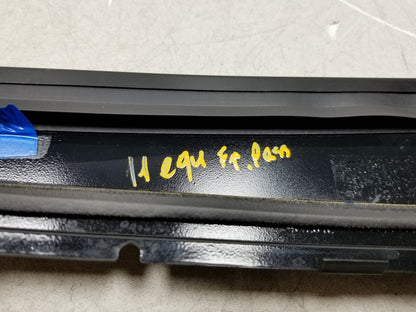 11 equ Fr. Pass